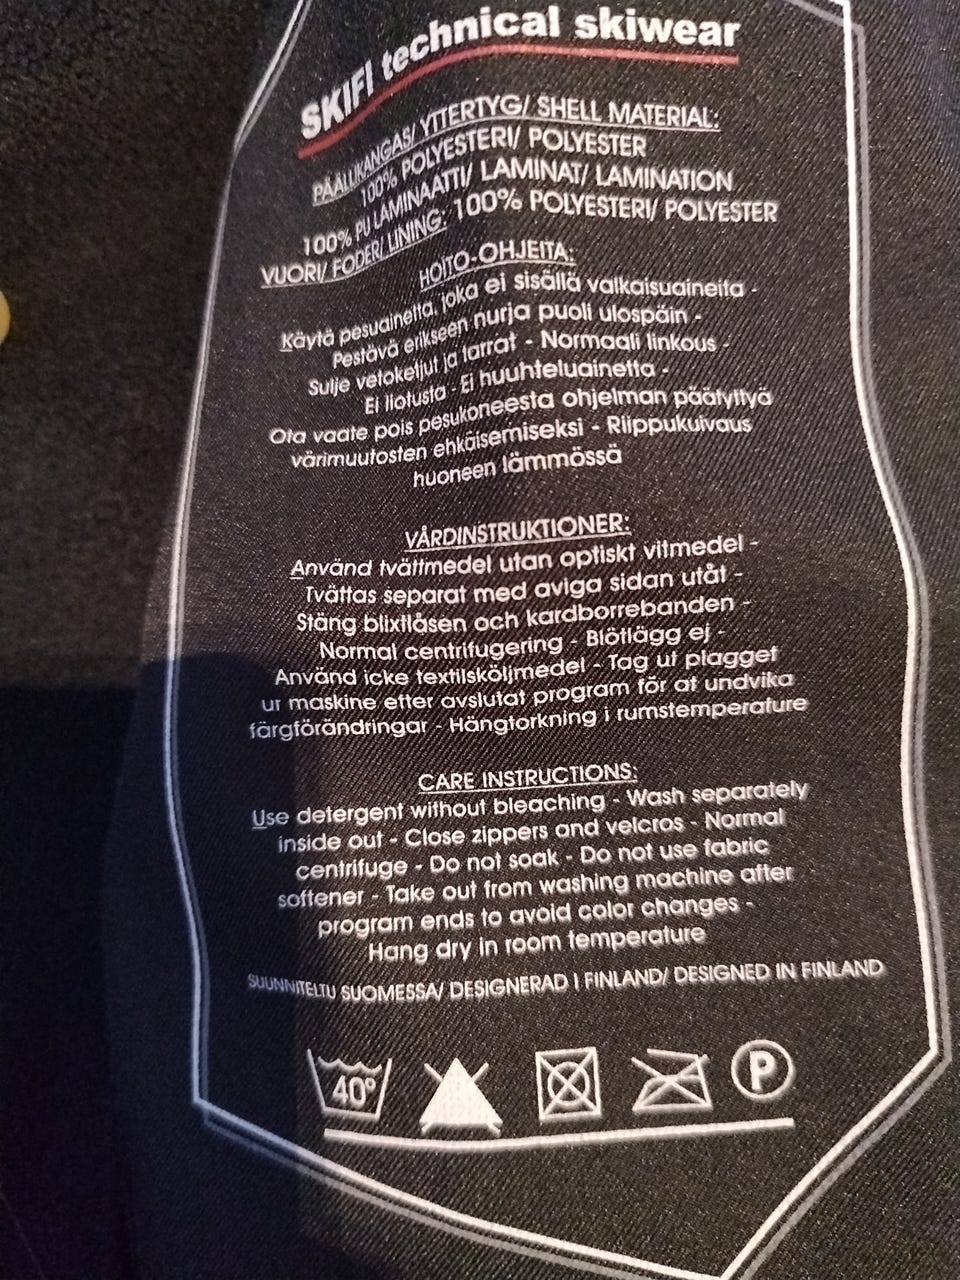 SKIFI technical skiwear
PÄÄLLIKANGAS/ YTTERTYG/ SHELL MATERIAL:
100% POLYESTERI/ POLYESTER
100% PU LAMINAATTI/ LAMINAT/ LAMINATION
VUORI/ FODER/ LINING: 100% POLYESTERI/ POLYESTER
HOITO-OHJEITA:
Käytä pesuainetta, joka ei sisällä valkaisuaineita -
Pestävä erikseen nurja puoli ulospäin -
Sulje vetoketjut ja tarrat - Normaali linkous -
Ei liotusta - Ei huuhteluainetta -
Ota vaate pois pesukoneesta ohjelman päätyttyä
värimuutosten ehkäisemiseksi - Riippukuivaus
huoneen lämmössä
VÅRDINSTRUKTIONER:
Använd tvättmedel utan optiskt vitmedel -
Tvättas separat med aviga sidan utåt -
Stäng blixtlåsen och kardborrebanden -
Normal centrifugering - Blötlägg ej -
Använd icke textilsköljmedel - Tag ut plagget
ur maskine efter avslutat program för at undvika
färgförändringar - Hängtorkning i rumstemperature
CARE INSTRUCTIONS:
Use detergent without bleaching - Wash separately
inside out - Close zippers and velcros - Normal
centrifuge - Do not soak - Do not use fabric
softener - Take out from washing machine after
program ends to avoid color changes -
Hang dry in room temperature
SUUNNITELTU SUOMESSA/ DESIGNERAD I FINLAND/ DESIGNED IN FINLAND
40° P